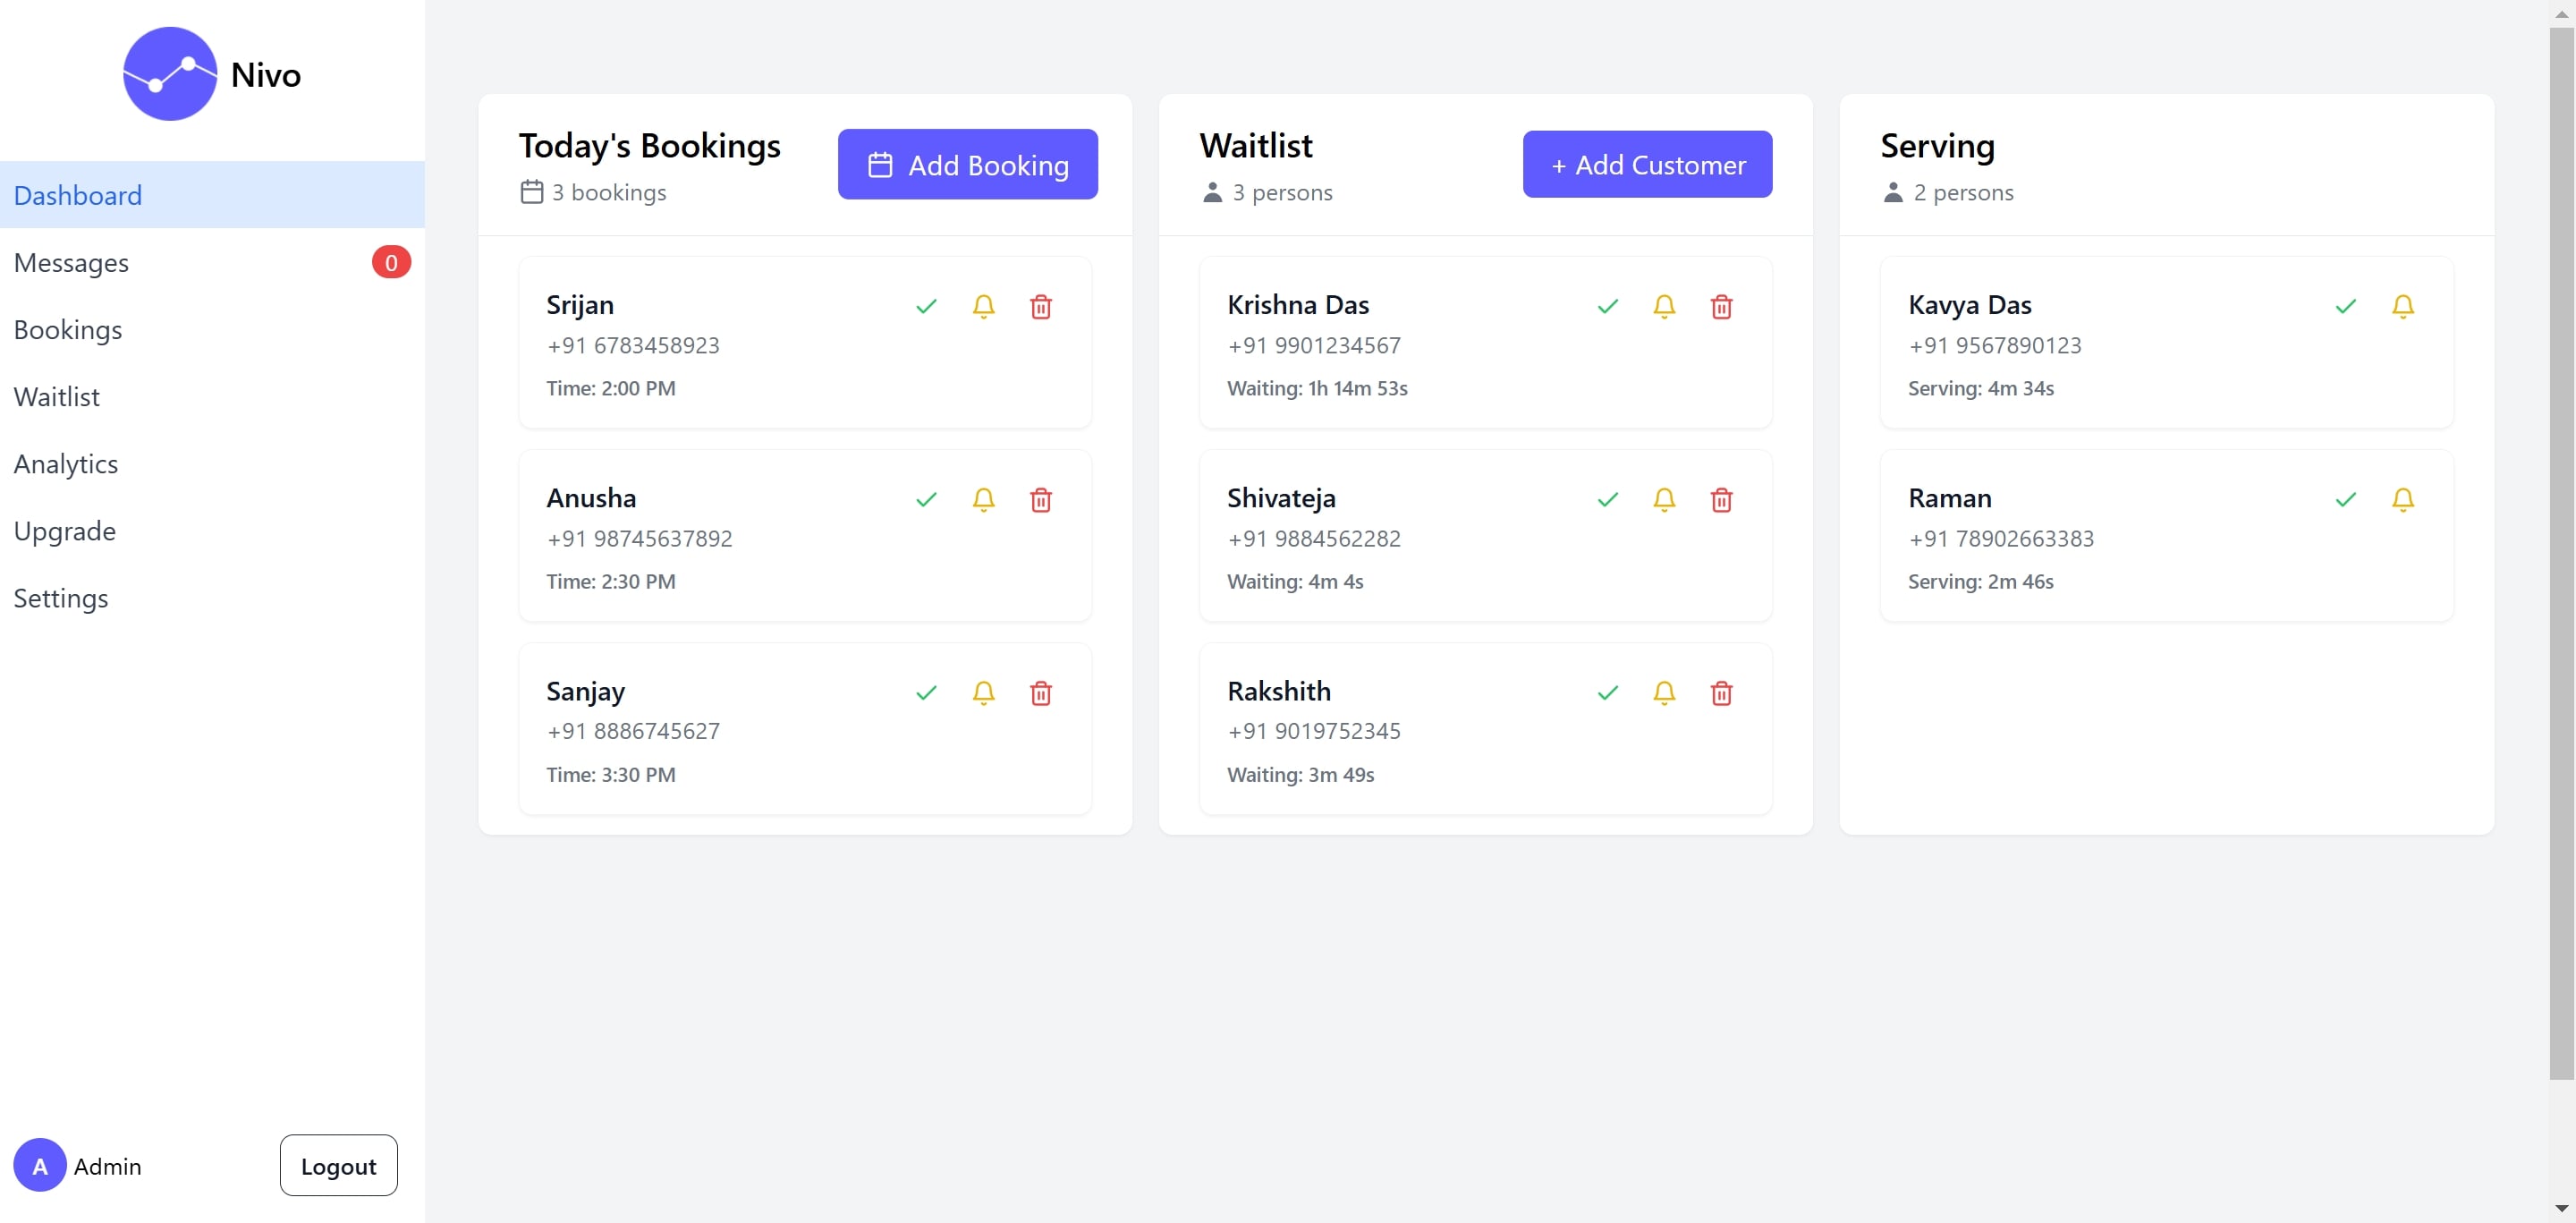 Nivo
Dashboard
Messages 0
Bookings
Waitlist
Analytics
Upgrade
Settings
A Admin
Logout
Today's Bookings
3 bookings
Add Booking
Srijan
+91 6783458923
Time: 2:00 PM
Anusha
+91 98745637892
Time: 2:30 PM
Sanjay
+91 8886745627
Time: 3:30 PM
Waitlist
3 persons
+ Add Customer
Krishna Das
+91 9901234567
Waiting: 1h 14m 53s
Shivateja
+91 9884562282
Waiting: 4m 4s
Rakshith
+91 9019752345
Waiting: 3m 49s
Serving
2 persons
Kavya Das
+91 9567890123
Serving: 4m 34s
Raman
+91 78902663383
Serving: 2m 46s